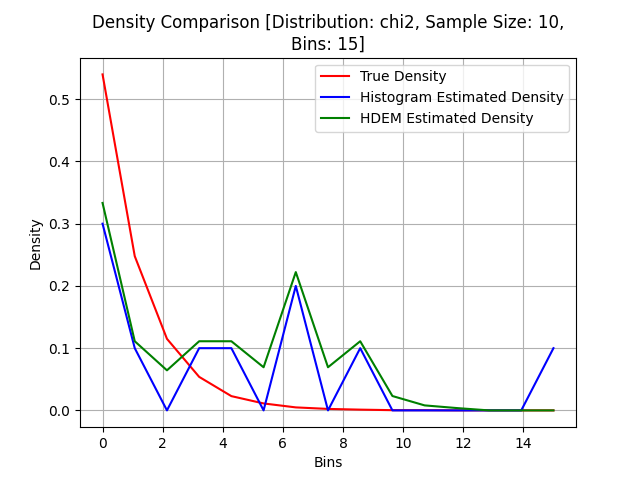 Density Comparison [Distribution: chi2, Sample Size: 10,
Bins: 15]
True Density
Histogram Estimated Density
HDEM Estimated Density
Density
0.5
0.4
0.3
0.2
0.1
0.0
0 2 4 6 8 10 12 14
Bins